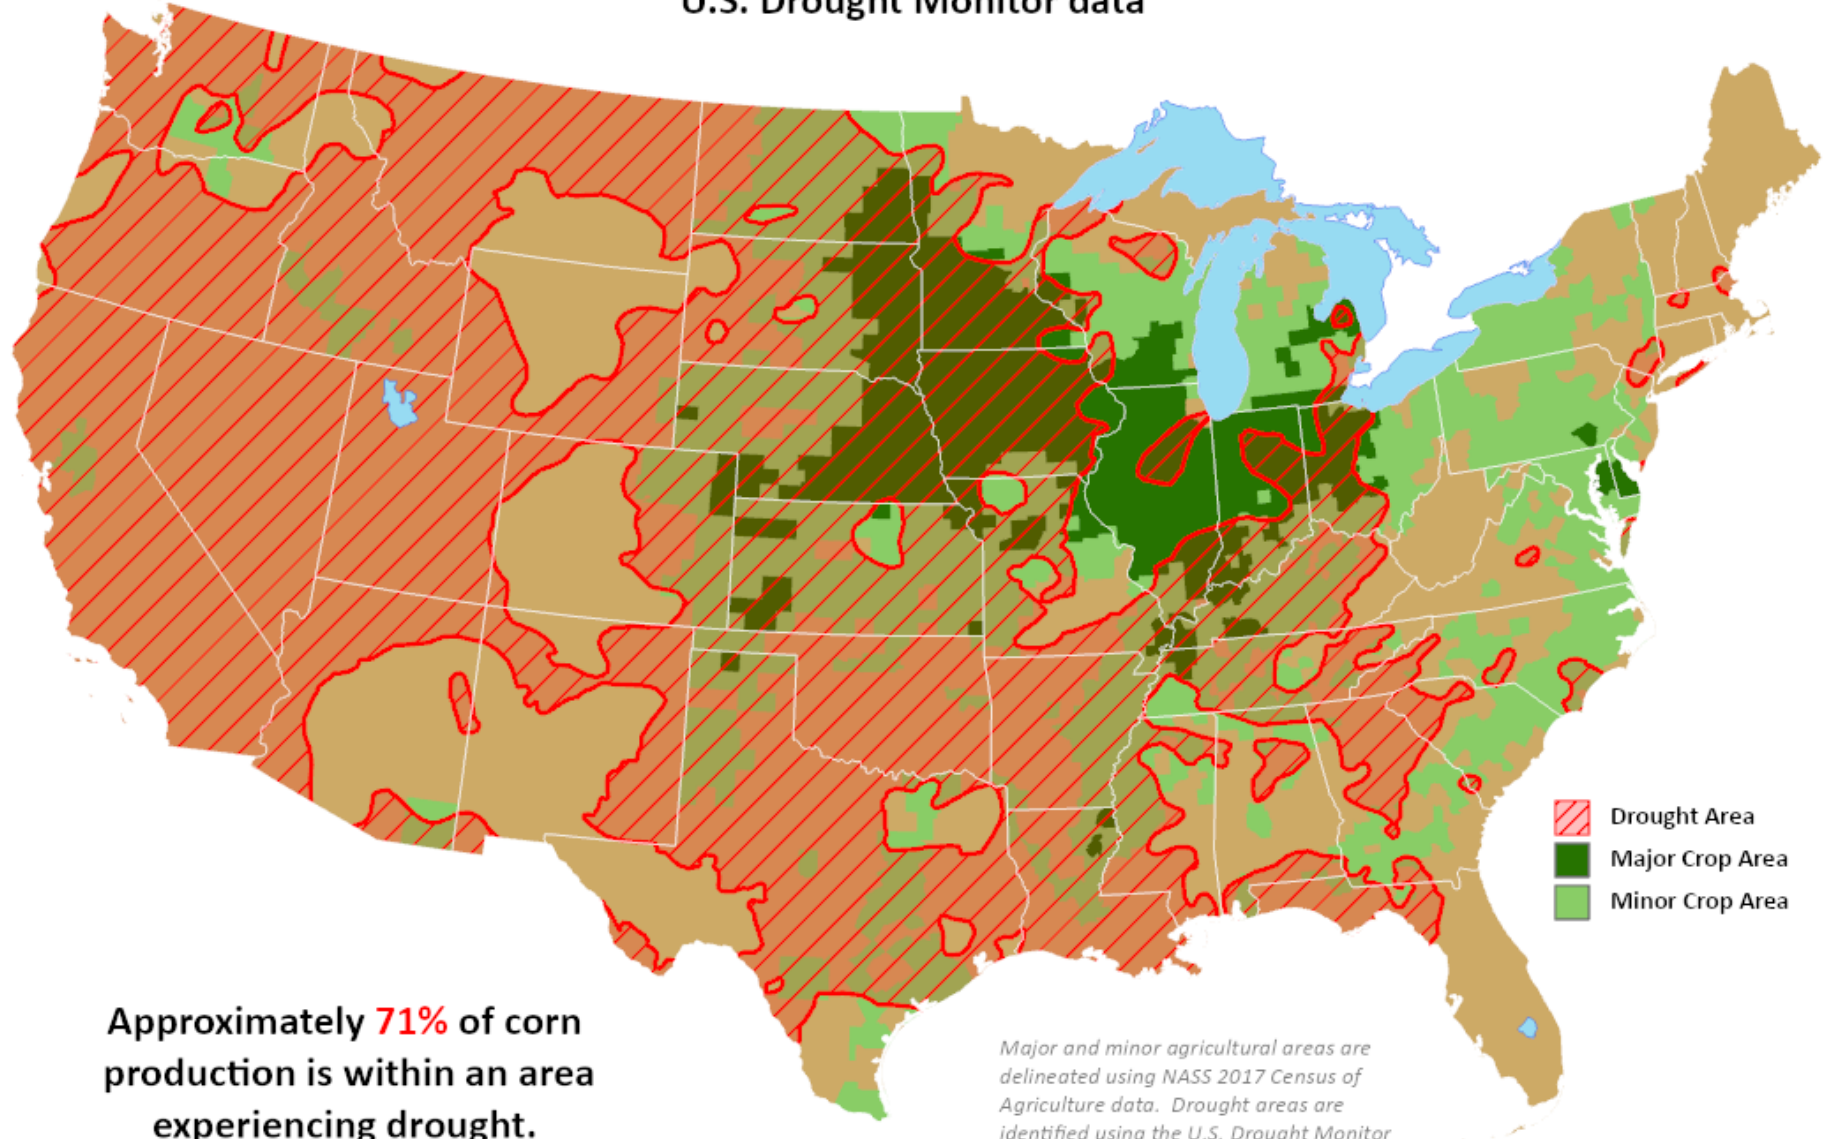 U.S. Drought Monitor data
Drought Area
Major Crop Area
Minor Crop Area
Approximately 71% of corn
production is within an area
experiencing drought.
Major and minor agricultural areas are
delineated using NASS 2017 Census of
Agriculture data.  Drought areas are
identified using the U.S. Drought Monitor